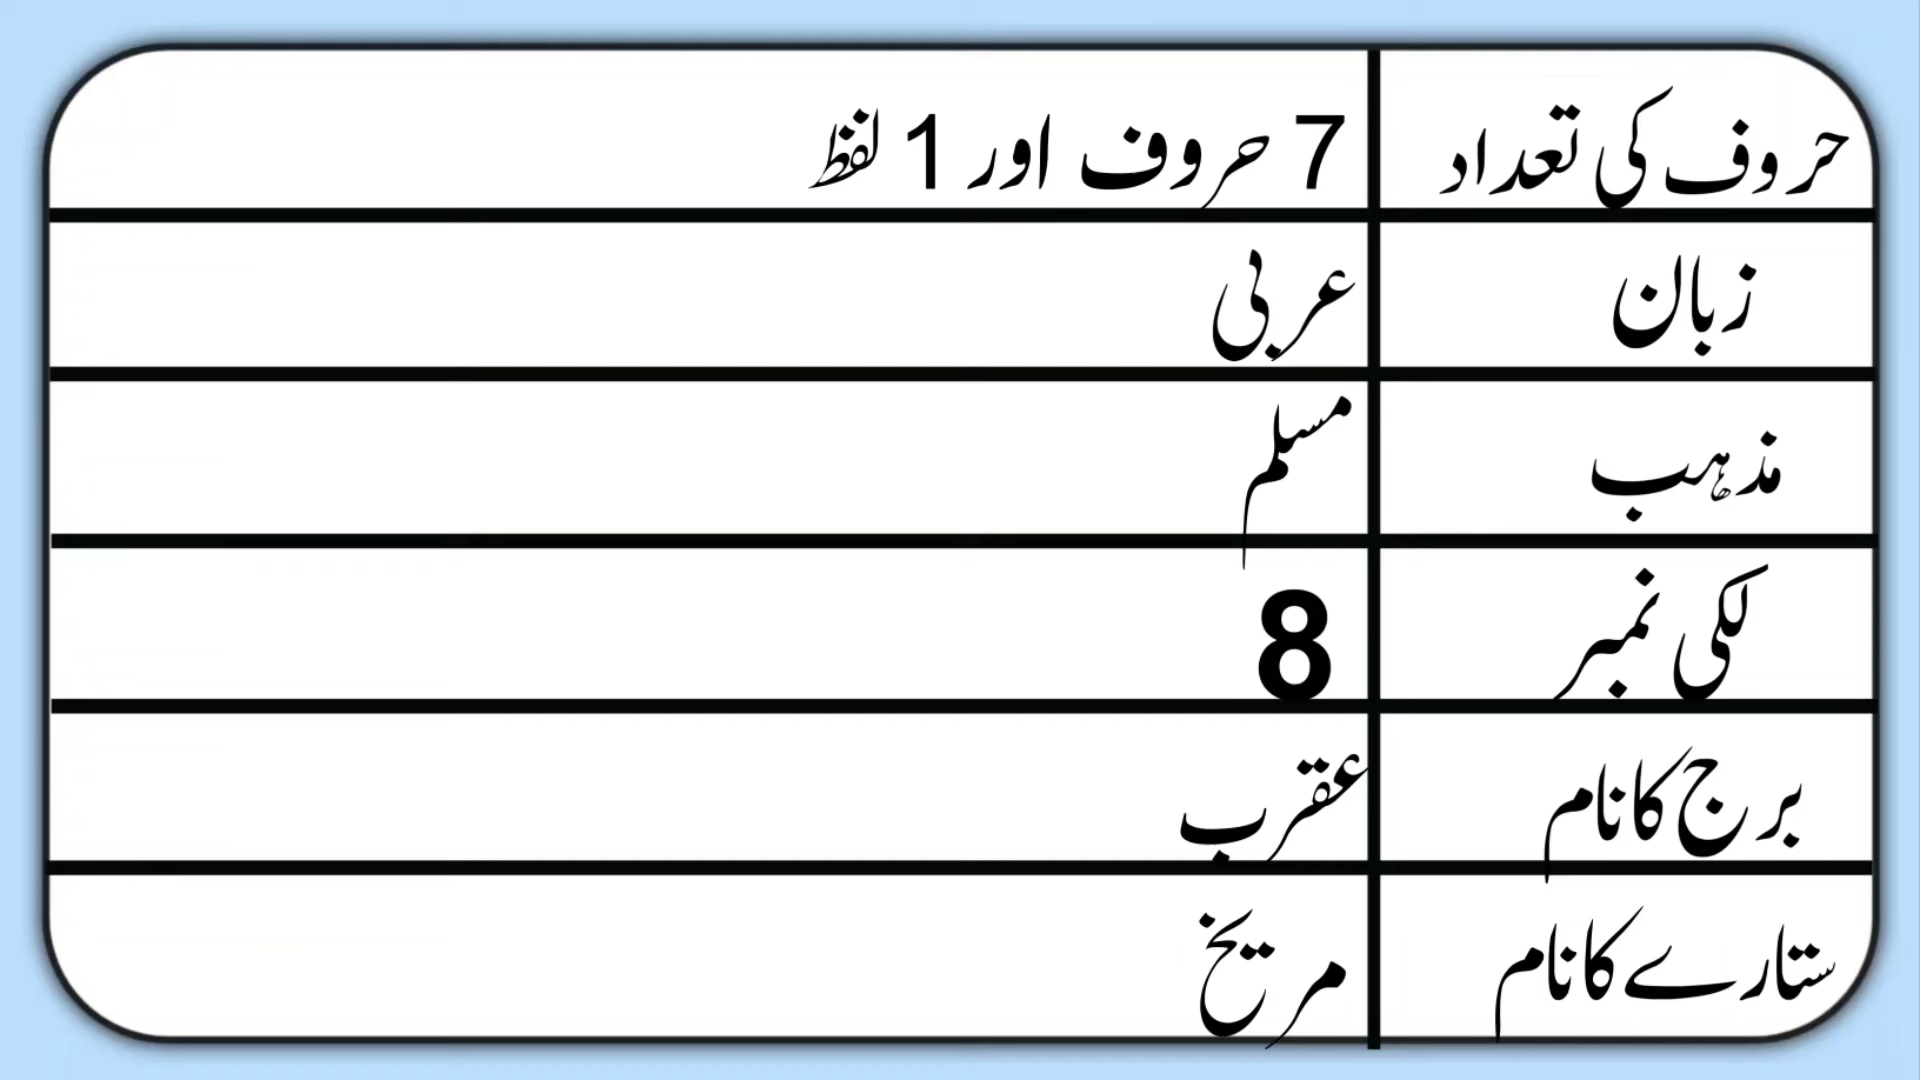 حروف کی تعداد 7 حروف اور 1 لفظ
زبان عربی
مذہب مسلم
لکی نمبر 8
برج کا نام عقرب
ستارے کا نام مریخ